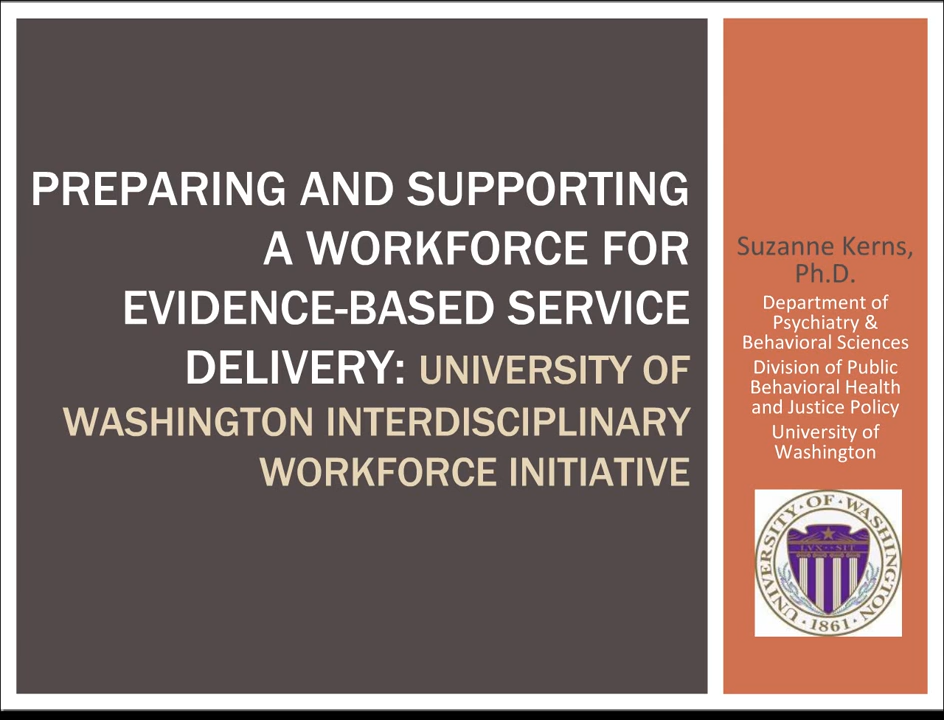 PREPARING AND SUPPORTING
A WORKFORCE FOR
EVIDENCE-BASED SERVICE
DELIVERY: UNIVERSITY OF
WASHINGTON INTERDISCIPLINARY
WORKFORCE INITIATIVE
Suzanne Kerns,
Ph.D.
Department of
Psychiatry &
Behavioral Sciences
Division of Public
Behavioral Health
and Justice Policy
University of
Washington
UNIVERSITY·OF·WASHINGTON
LVX SIT
·1861·